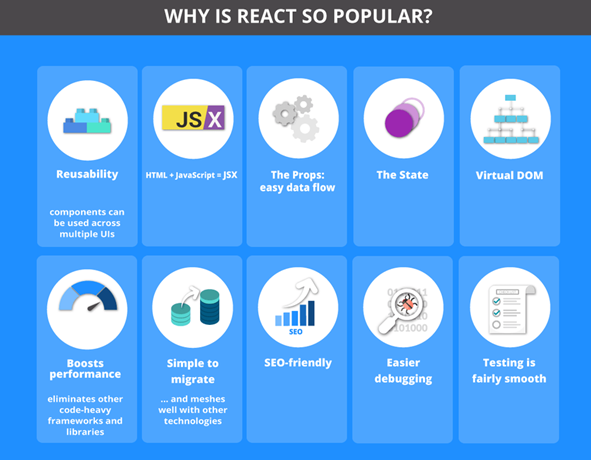 WHY IS REACT SO POPULAR?
JSX
Reusability
components can
be used across
multiple UIs
HTML + JavaScript = JSX
The Props:
easy data flow
The State
Virtual DOM
Boosts
performance
eliminates other
code-heavy
frameworks and
libraries
Simple to
migrate
... and meshes
well with other
technologies
SEO
SEO-friendly
101000
Easier
debugging
Testing is
fairly smooth